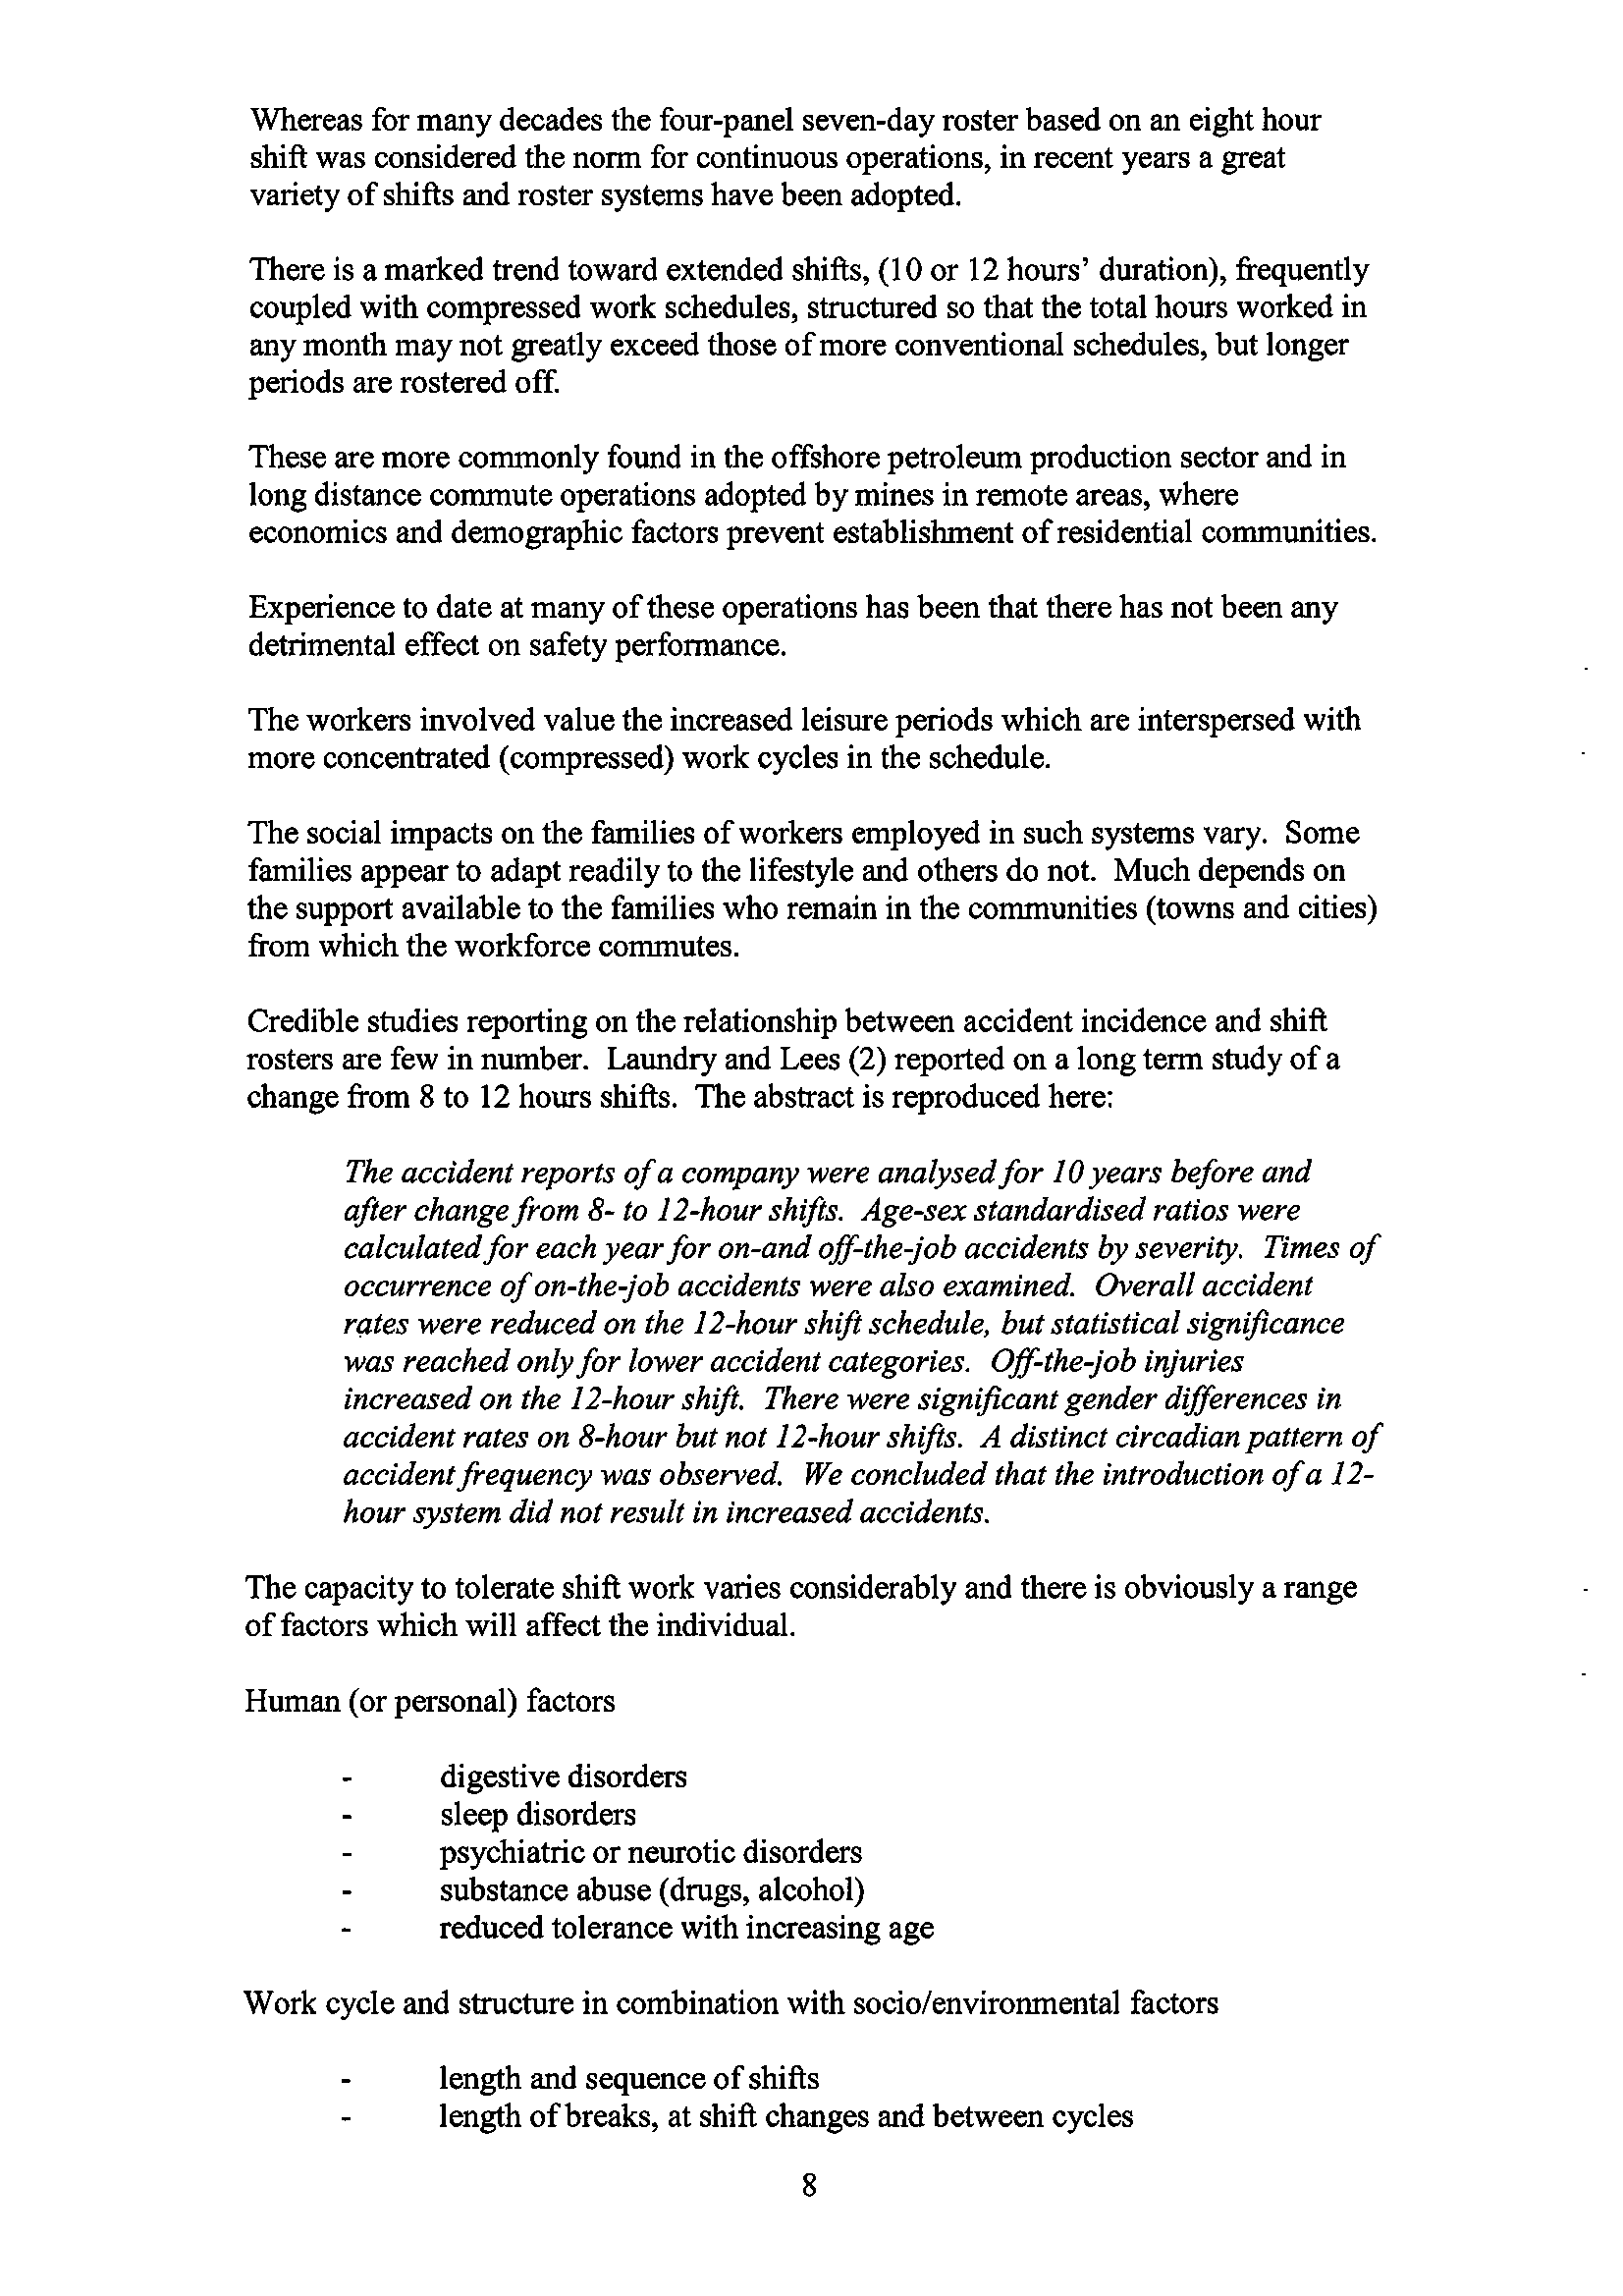 Whereas for many decades the four-panel seven-day roster based on an eight hour
shift was considered the norm for continuous operations, in recent years a great
variety of shifts and roster systems have been adopted.
There is a marked trend toward extended shifts, (10 or 12 hours' duration), frequently
coupled with compressed work schedules, structured so that the total hours worked in
any month may not greatly exceed those of more conventional schedules, but longer
periods are rostered off.
These are more commonly found in the offshore petroleum production sector and in
long distance commute operations adopted by mines in remote areas, where
economics and demographic factors prevent establishment of residential communities.
Experience to date at many of these operations has been that there has not been any
detrimental effect on safety performance.
The workers involved value the increased leisure periods which are interspersed with
more concentrated (compressed) work cycles in the schedule.
The social impacts on the families of workers employed in such systems vary. Some
families appear to adapt readily to the lifestyle and others do not. Much depends on
the support available to the families who remain in the communities (towns and cities)
from which the workforce commutes.
Credible studies reporting on the relationship between accident incidence and shift
rosters are few in number. Laundry and Lees (2) reported on a long term study of a
change from 8 to 12 hours shifts. The abstract is reproduced here:
The accident reports of a company were analysed for 10 years before and
after change from 8- to 12-hour shifts. Age-sex standardised ratios were
calculated for each year for on-and off-the-job accidents by severity. Times of
occurrence of on-the-job accidents were also examined. Overall accident
rates were reduced on the 12-hour shift schedule, but statistical significance
was reached only for lower accident categories. Off-the-job injuries
increased on the 12-hour shift. There were significant gender differences in
accident rates on 8-hour but not 12-hour shifts. A distinct circadian pattern of
accident frequency was observed. We concluded that the introduction of a 12-
hour system did not result in increased accidents.
The capacity to tolerate shift work varies considerably and there is obviously a range
of factors which will affect the individual.
Human (or personal) factors
- digestive disorders
- sleep disorders
- psychiatric or neurotic disorders
- substance abuse (drugs, alcohol)
- reduced tolerance with increasing age
Work cycle and structure in combination with socio/environmental factors
- length and sequence of shifts
- length of breaks, at shift changes and between cycles
8